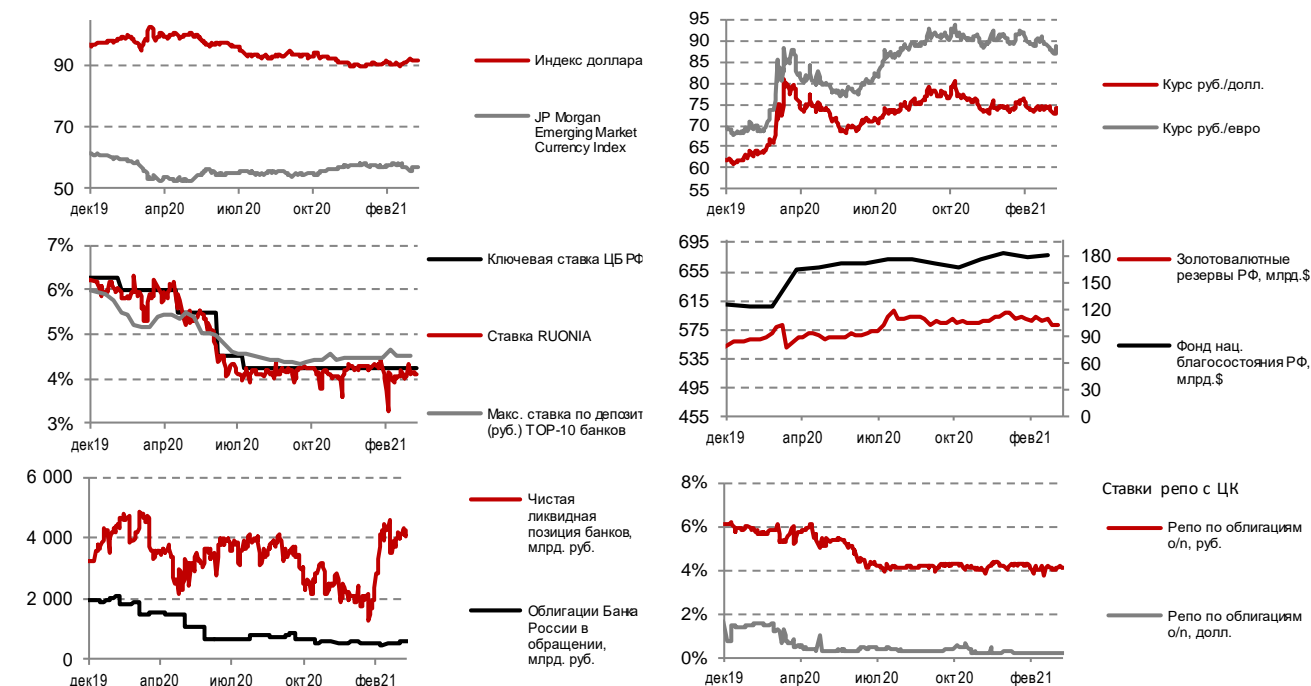 90
70
50
дек19 апр20 июл20 окт20 фев21
Индекс доллара
JP Morgan
Emerging Market
Currency Index
95
90
85
80
75
70
65
60
55
дек19 апр20 июл20 окт20 фев21
Курс руб./долл.
Курс руб./евро
7%
6%
5%
4%
3%
дек19 апр20 июл20 окт20 фев21
Ключевая ставка ЦБ РФ
Ставка RUONIA
Макс. ставка по депозит
(руб.) TOP-10 банков
695
655
615
575
535
495
455
180
150
120
90
60
30
0
дек19 апр20 июл20 окт20 фев21
Золотовалютные
резервы РФ, млрд.$
Фонд нац.
благосостояния РФ,
млрд.$
6 000
4 000
2 000
0
дек19 апр20 июл20 окт20 фев21
Чистая
ликвидная
позиция банков,
млрд. руб.
Облигации Банка
России в
обращении,
млрд. руб.
8%
6%
4%
2%
0%
дек19 апр20 июл20 окт20 фев21
Ставки репо с ЦК
Репо по облигациям
o/n, руб.
Репо по облигациям
o/n, долл.